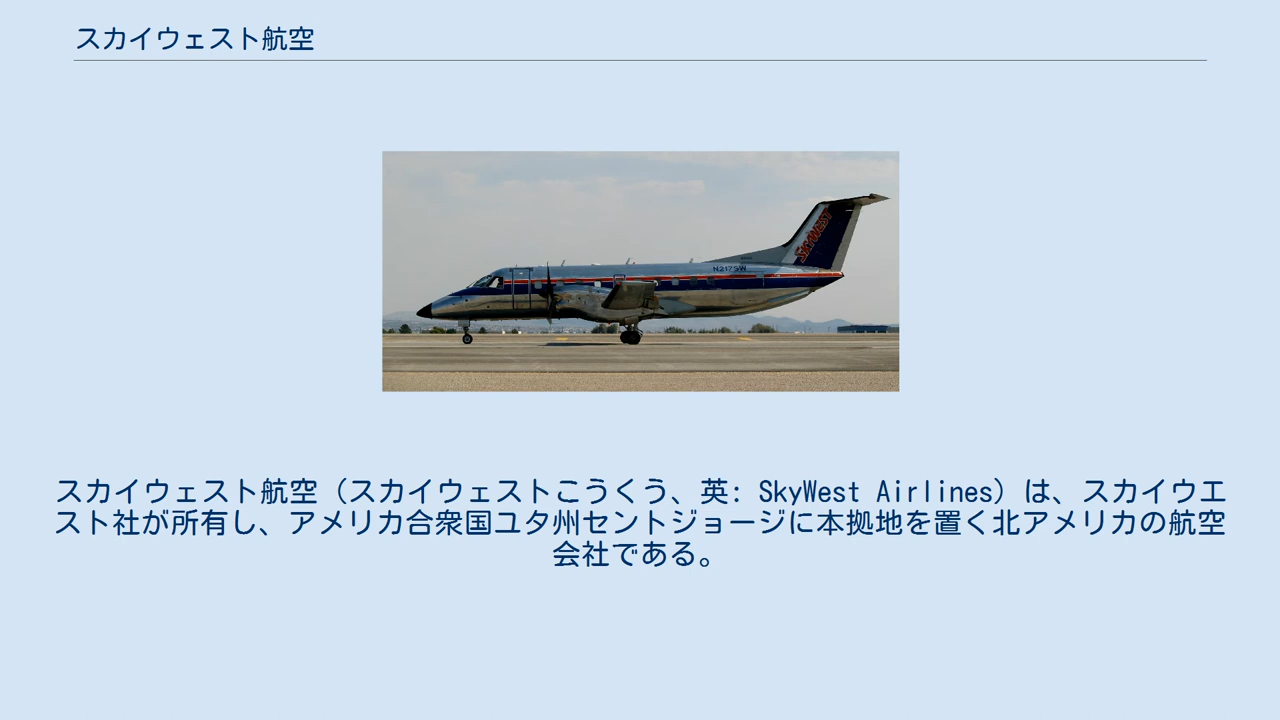 スカイウェスト航空
SkyWest
N217SW
スカイウェスト航空（スカイウェストこうくう、英: SkyWest Airlines）は、スカイウエ
スト社が所有し、アメリカ合衆国ユタ州セントジョージに本拠地を置く北アメリカの航空
会社である。